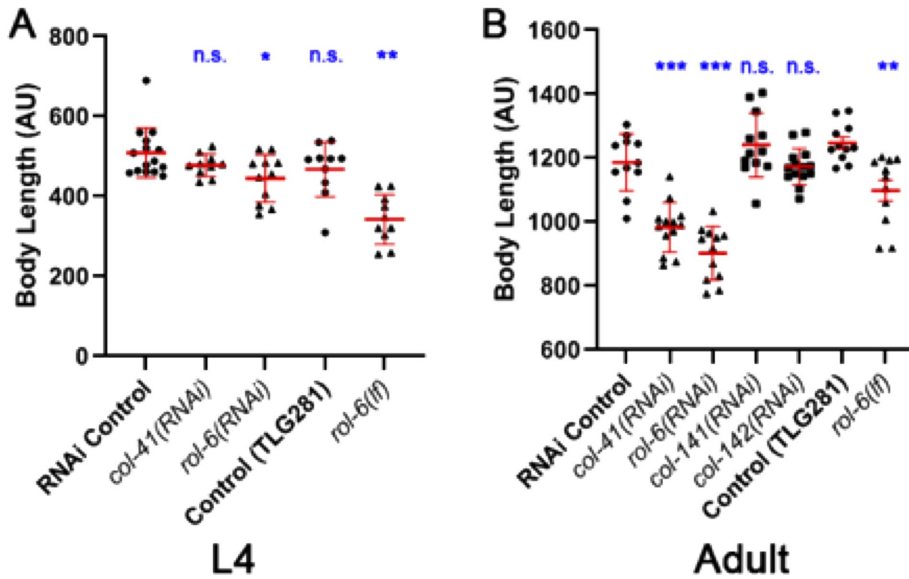 A
Body Length (AU)
800
600
400
200
0
n.s.
*
n.s.
**
RNAi Control
col-41(RNAi)
rol-6(RNAi)
Control (TLG281)
rol-6(lf)
L4
B
Body Length (AU)
1600
1400
1200
1000
800
600
***
***
n.s.
n.s.
**
RNAi Control
col-41(RNAi)
rol-6(RNAi)
col-141(RNAi)
col-142(RNAi)
Control (TLG281)
rol-6(lf)
Adult